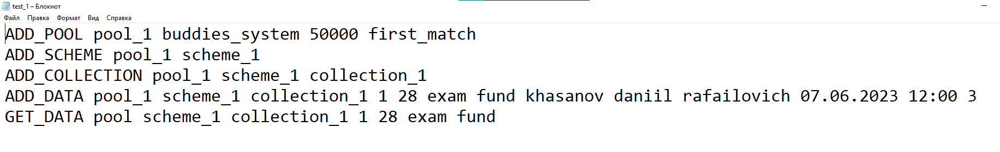 test_1 – Блокнот
Файл Правка Формат Вид Справка
ADD_POOL pool_1 buddies_system 50000 first_match
ADD_SCHEME pool_1 scheme_1
ADD_COLLECTION pool_1 scheme_1 collection_1
ADD_DATA pool_1 scheme_1 collection_1 1 28 exam fund khasanov daniil rafailovich 07.06.2023 12:00 3
GET_DATA pool scheme_1 collection_1 1 28 exam fund